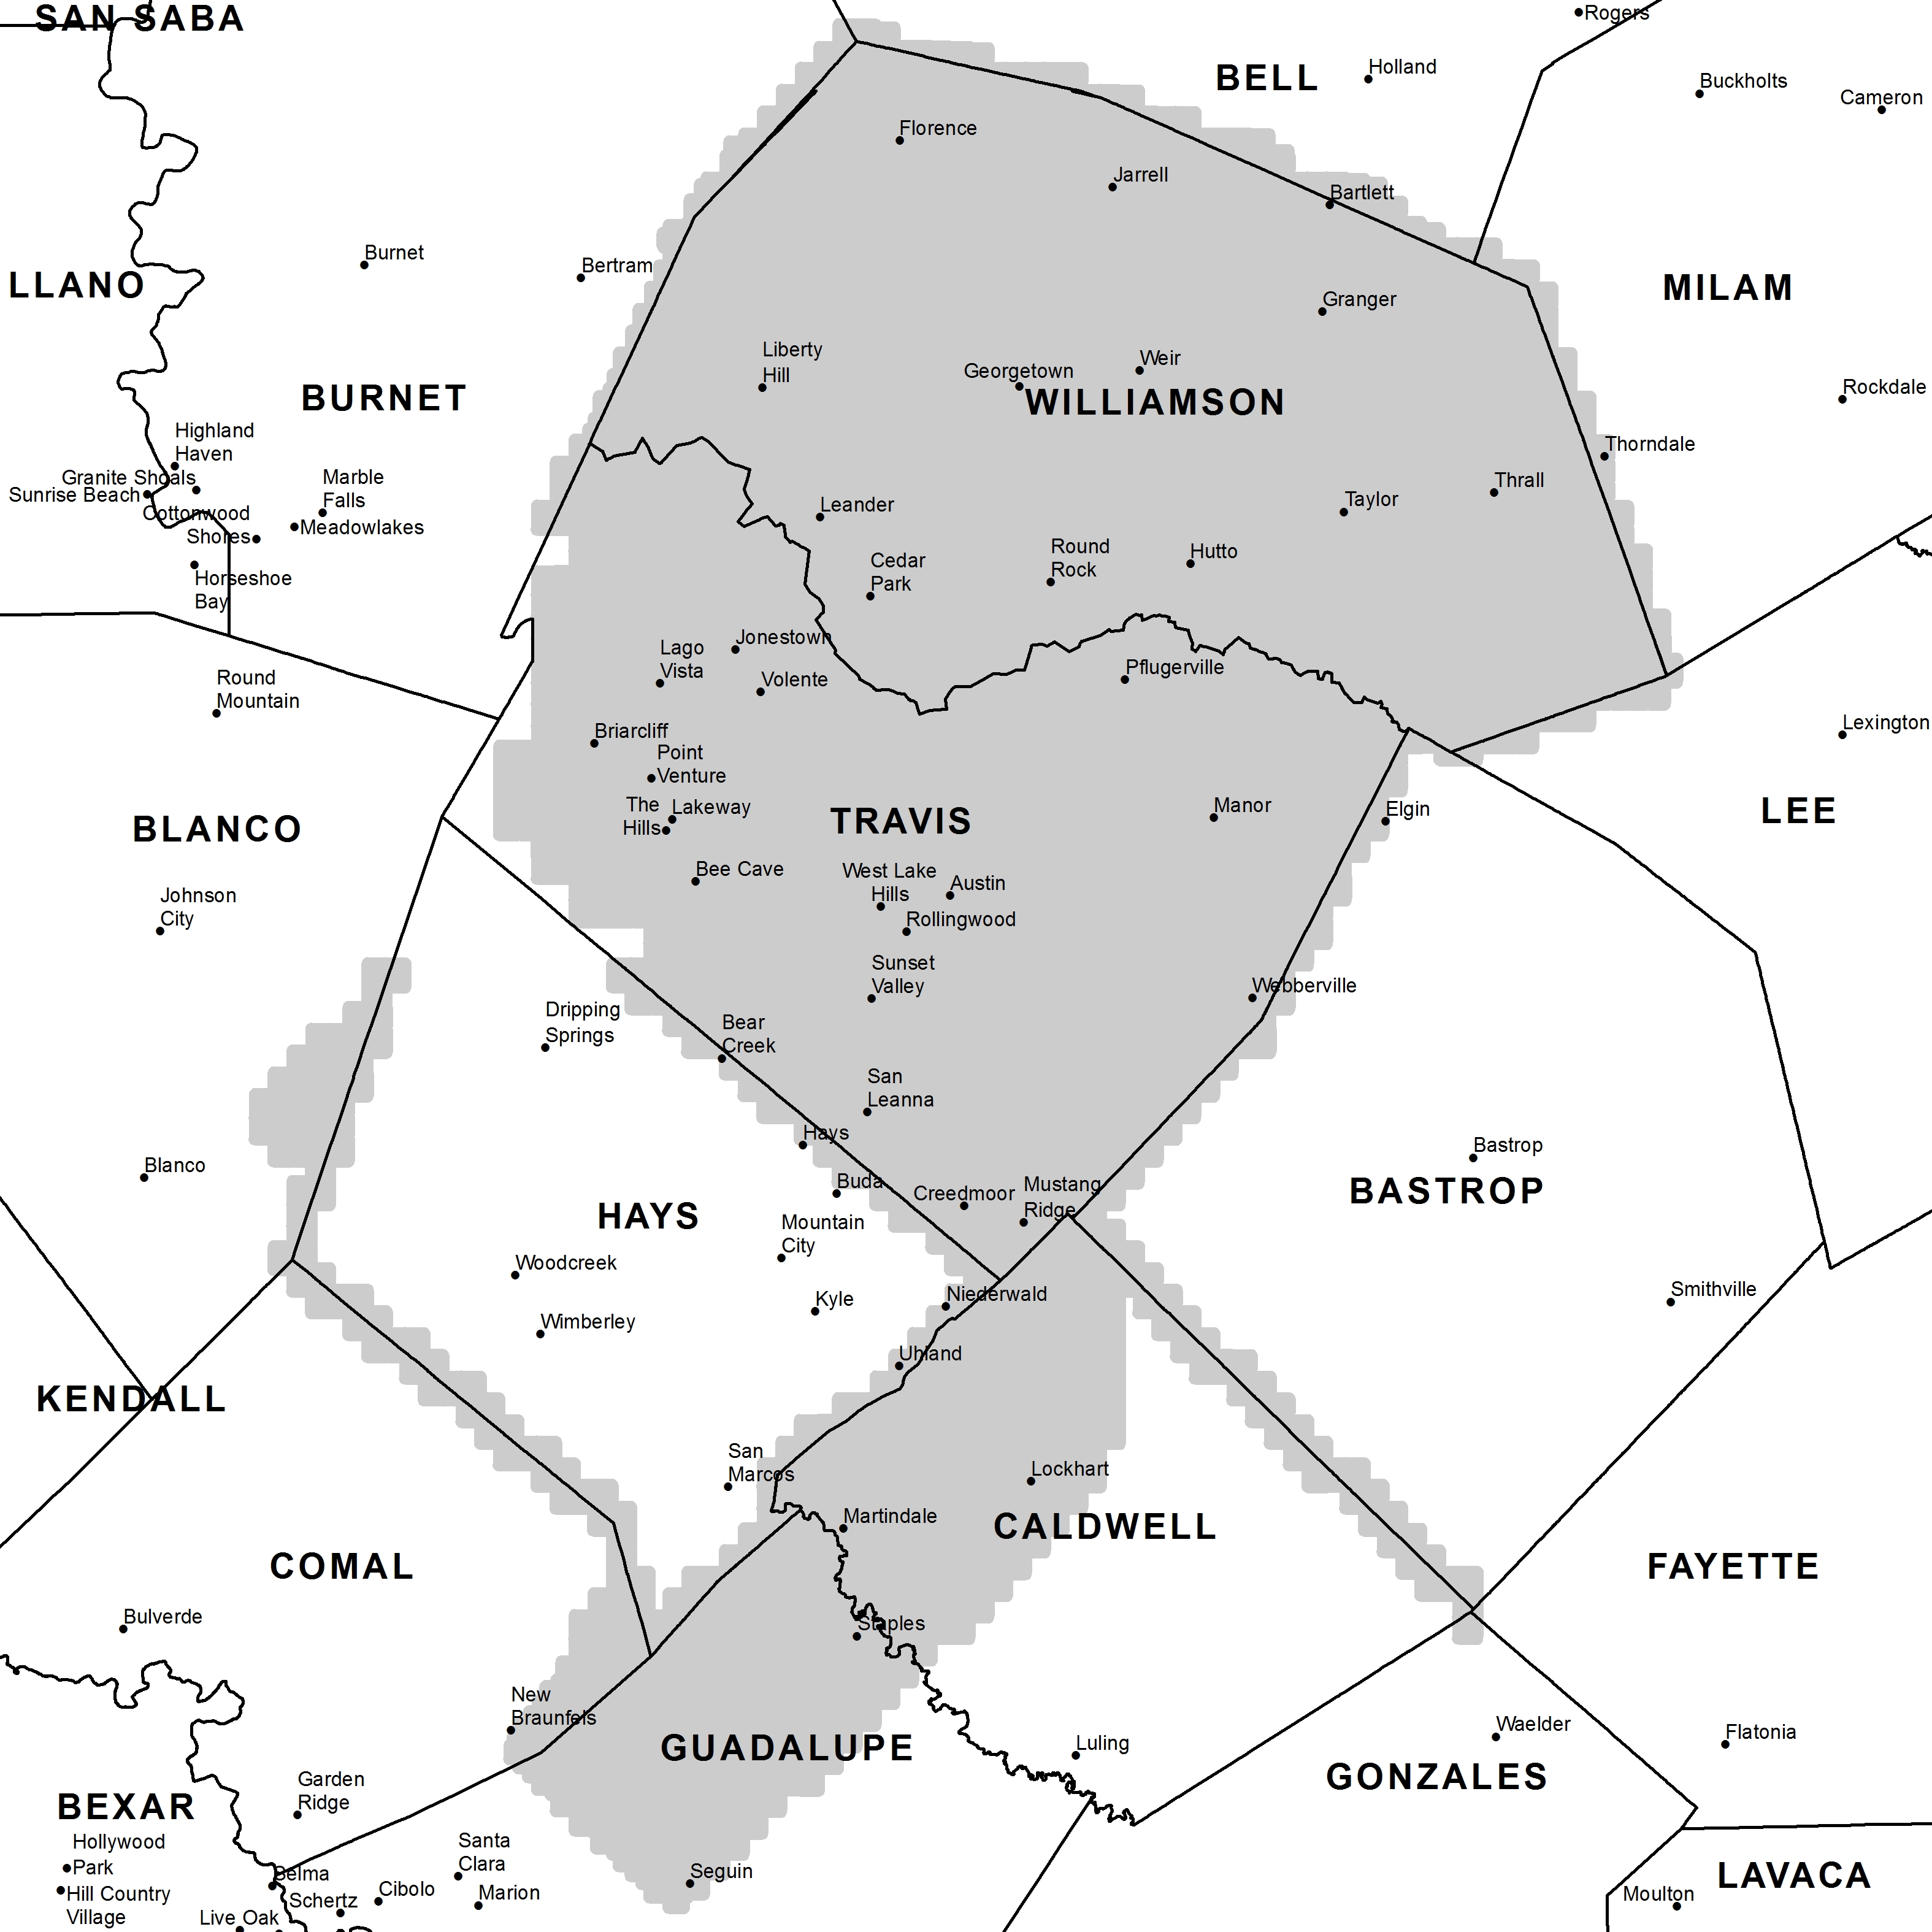 SAN SABA
Rogers
BELL
Holland
Buckholts
Cameron
Florence
Jarrell
Bartlett
Burnet
Bertram
LLANO
MILAM
Granger
Liberty
Hill
Georgetown
Weir
WILLIAMSON
Rockdale
BURNET
Highland
Haven
Thorndale
Granite Shoals
Sunrise Beach
Marble
Falls
Thrall
Taylor
Leander
Cottonwood
Shores
Meadowlakes
Cedar
Park
Round
Rock
Hutto
Horseshoe
Bay
Jonestown
Lago
Vista
Volente
Pflugerville
Round
Mountain
Lexington
Briarcliff
Point
Venture
The
Hills
Lakeway
TRAVIS
Manor
Elgin
LEE
BLANCO
Bee Cave
West Lake
Hills
Austin
Rollingwood
Johnson
City
Sunset
Valley
Webberville
Dripping
Springs
Bear
Creek
San
Leanna
Hays
Bastrop
Blanco
Buda
Creedmoor
Mustang
Ridge
BASTROP
HAYS
Mountain
City
Woodcreek
Niederwald
Smithville
Kyle
Wimberley
Uhland
KENDALL
San
Marcos
Lockhart
Martindale
CALDWELL
COMAL
FAYETTE
Bulverde
Staples
New
Braunfels
GUADALUPE
Luling
Waelder
Flatonia
GONZALES
Garden
Ridge
BEXAR
Hollywood
Park
Santa
Clara
Seguin
LAVACA
Selma
Schertz
Cibolo
Marion
Hill Country
Village
Live Oak
Moulton